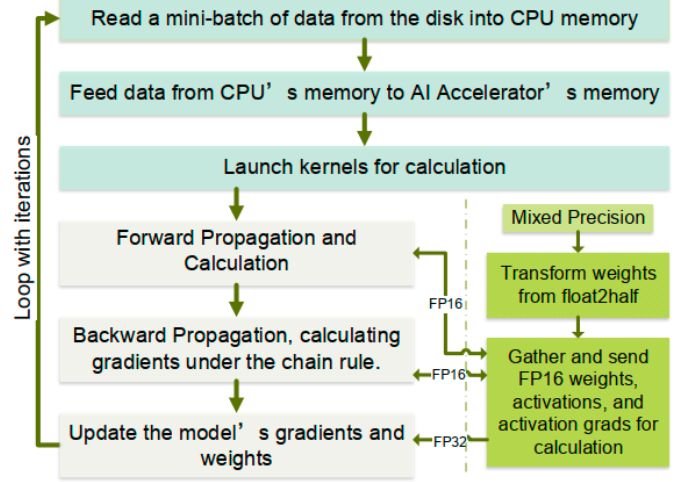 Read a mini-batch of data from the disk into CPU memory
Feed data from CPU’s memory to AI Accelerator’s memory
Launch kernels for calculation
Loop with iterations
Forward Propagation and
Calculation
Backward Propagation, calculating
gradients under the chain rule.
Update the model’s gradients and
weights
FP16
FP16
FP32
Mixed Precision
Transform weights
from float2half
Gather and send
FP16 weights,
activations, and
activation grads for
calculation